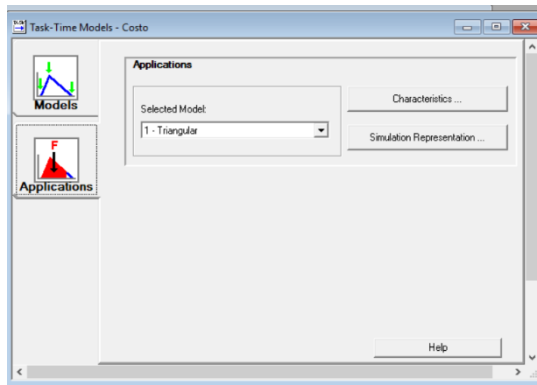 Task-Time Models - Costo
Models
F
Applications
Applications
Selected Model:
1 - Triangular
Characteristics ...
Simulation Representation ...
Help